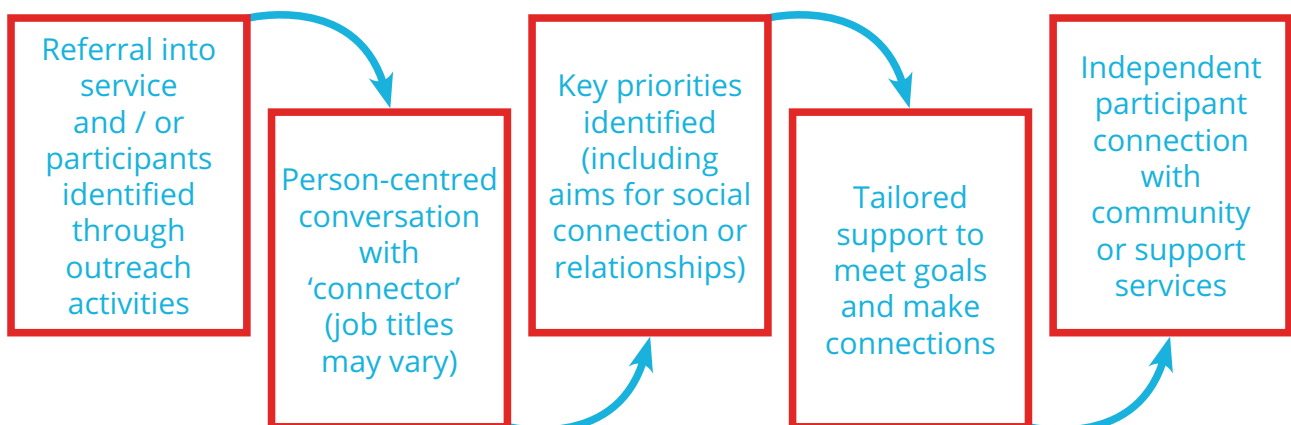 Referral into
service
and / or
participants
identified
through
outreach
activities
Person-centred
conversation
with
‘connector’
(job titles
may vary)
Key priorities
identified
(including
aims for social
connection or
relationships)
Tailored
support to
meet goals
and make
connections
Independent
participant
connection
with
community
or support
services